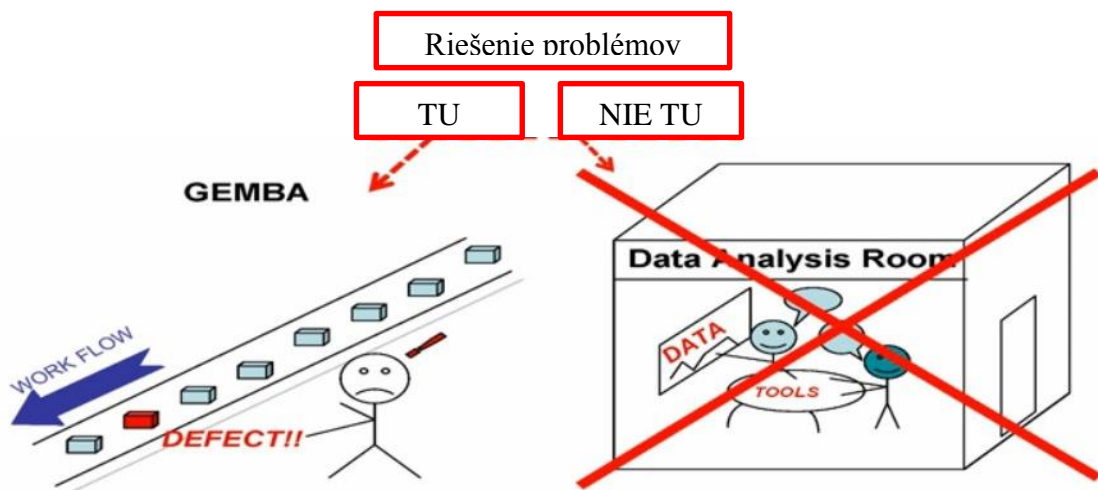 Riešenie problémov
TU
NIE TU
GEMBA
WORK FLOW
DEFECT!!
Data Analysis Room
DATA
TOOLS